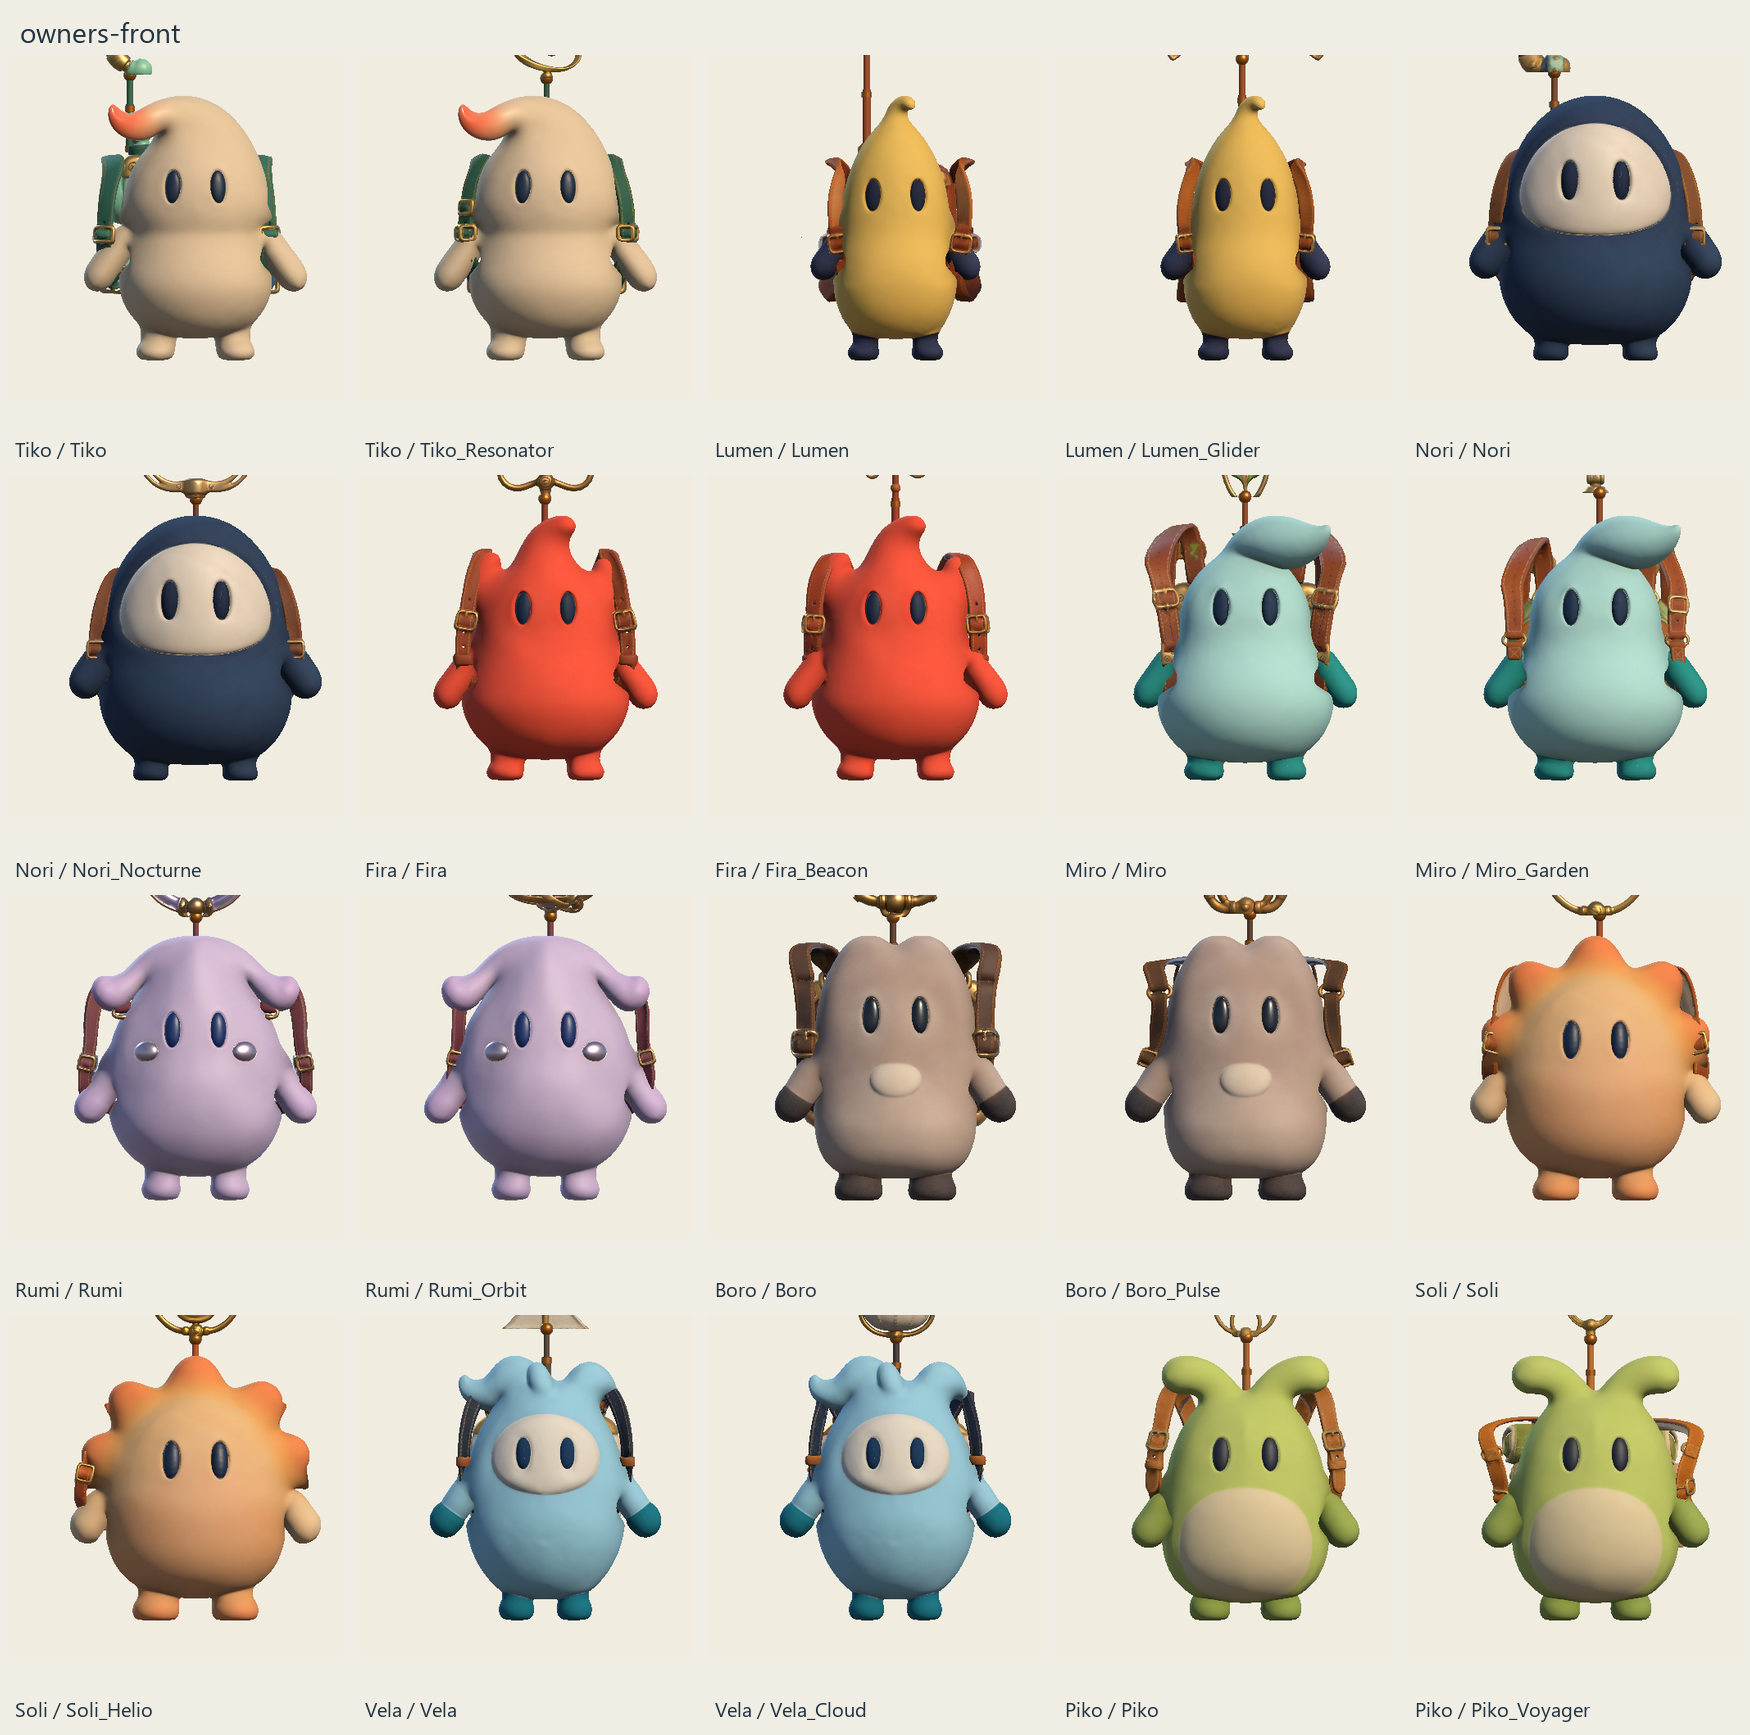 owners-front
Tiko / Tiko
Tiko / Tiko_Resonator
Lumen / Lumen
Lumen / Lumen_Glider
Nori / Nori
Nori / Nori_Nocturne
Fira / Fira
Fira / Fira_Beacon
Miro / Miro
Miro / Miro_Garden
Rumi / Rumi
Rumi / Rumi_Orbit
Boro / Boro
Boro / Boro_Pulse
Soli / Soli
Soli / Soli_Helio
Vela / Vela
Vela / Vela_Cloud
Piko / Piko
Piko / Piko_Voyager